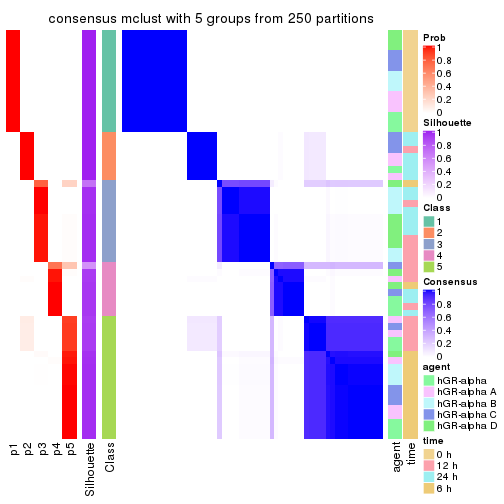 consensus mclust with 5 groups from 250 partitions
Prob
1
0.8
0.6
0.4
0.2
0
Silhouette
1
0.8
0.6
0.4
0.2
0
Class
1
2
3
4
5
Consensus
1
0.8
0.6
0.4
0.2
0
agent
hGR-alpha
hGR-alpha A
hGR-alpha B
hGR-alpha C
hGR-alpha D
time
0 h
12 h
24 h
6 h
p1
p2
p3
p4
p5
Silhouette
Class
agent
time